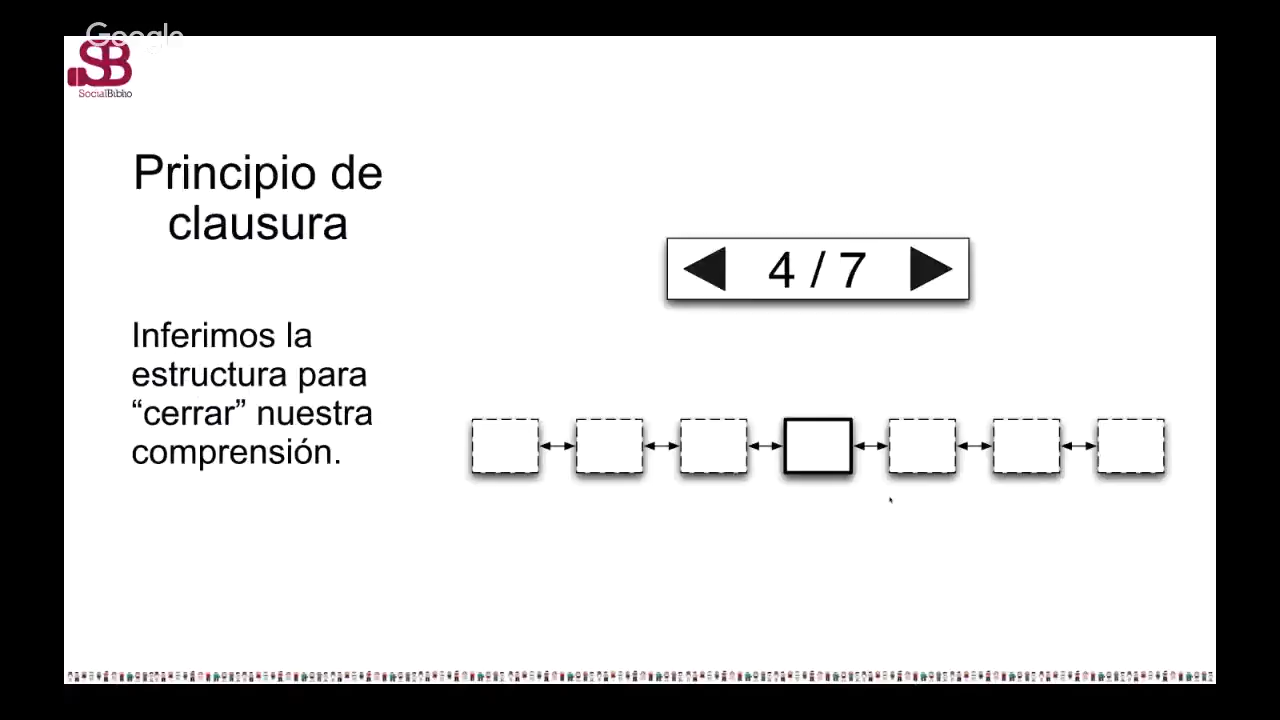 Google
SB
SocialBiblio
Principio de
clausura
Inferimos la
estructura para
“cerrar” nuestra
comprensión.
4 / 7